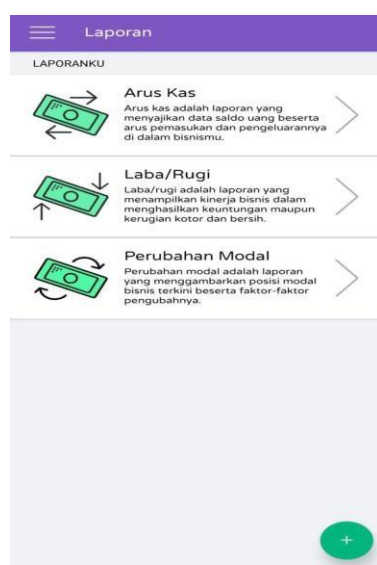 Laporan
LAPORANKU
Arus Kas
Arus kas adalah laporan yang
menyajikan data saldo uang beserta
arus pemasukan dan pengeluarannya
di dalam bisnismu.
Laba/Rugi
Laba/rugi adalah laporan yang
menampilkan kinerja bisnis dalam
menghasilkan keuntungan maupun
kerugian kotor dan bersih.
Perubahan Modal
Perubahan modal adalah laporan
yang menggambarkan posisi modal
bisnis terkini beserta faktor-faktor
pengubahnya.
+